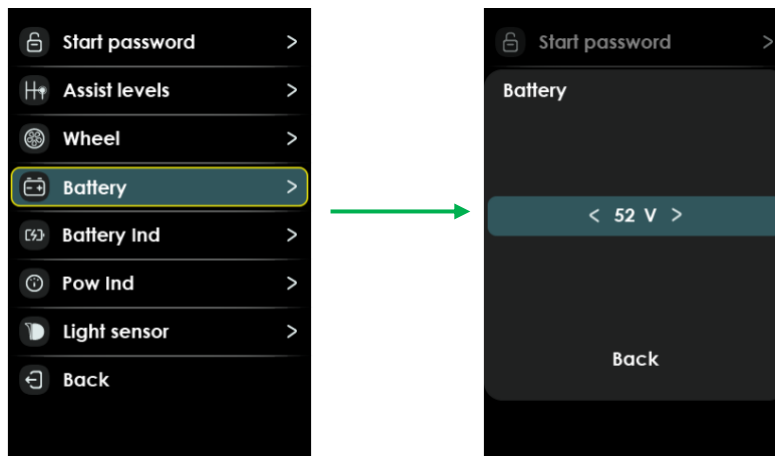 Start password >
Assist levels >
Wheel >
Battery >
Battery Ind >
Pow Ind >
Light sensor >
Back
Start password >
Battery
< 52 V >
Back